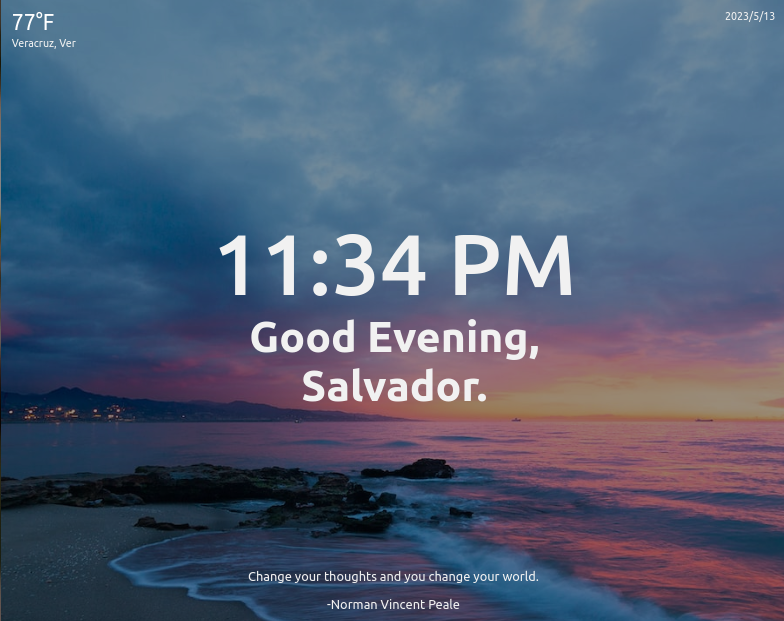 77°F
2023/5/13
Veracruz, Ver
11:34 PM
Good Evening,
Salvador.
Change your thoughts and you change your world.
-Norman Vincent Peale